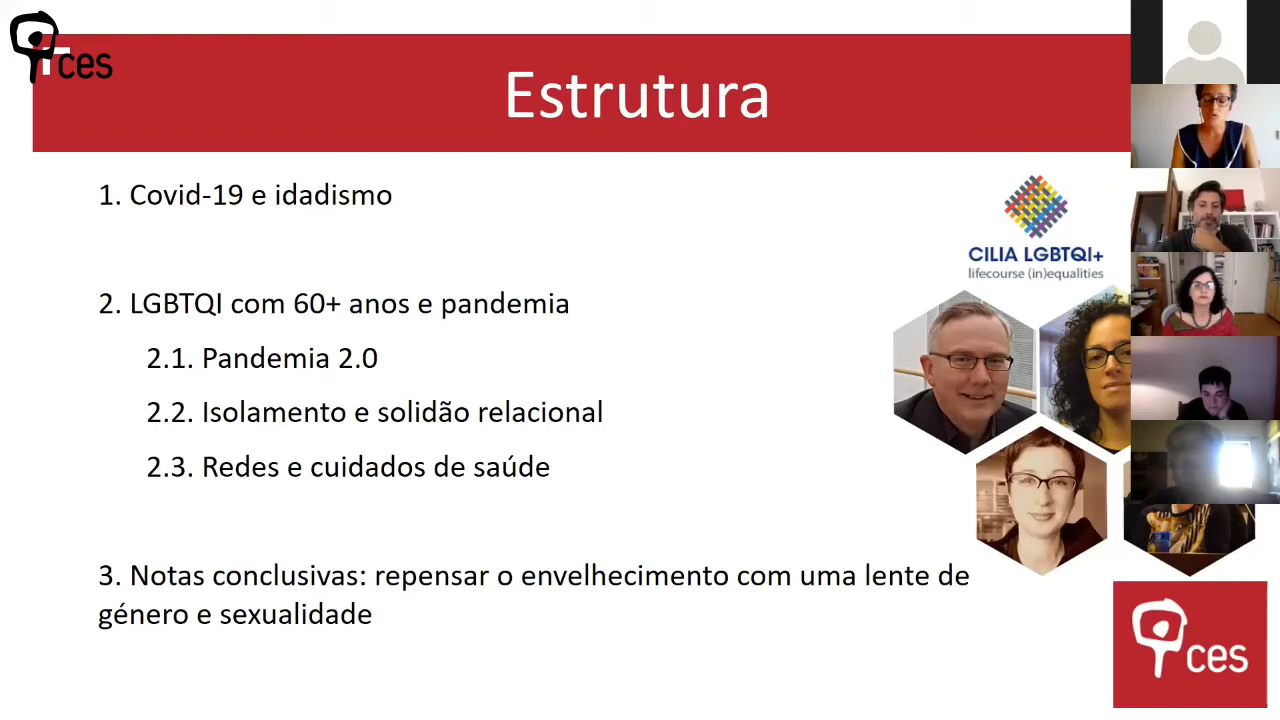 ces
Estrutura
1. Covid-19 e idadismo
2. LGBTQI com 60+ anos e pandemia
2.1. Pandemia 2.0
2.2. Isolamento e solidão relacional
2.3. Redes e cuidados de saúde
3. Notas conclusivas: repensar o envelhecimento com uma lente de
género e sexualidade
CILIA LGBTQI+
lifecourse (in)equalities
ces